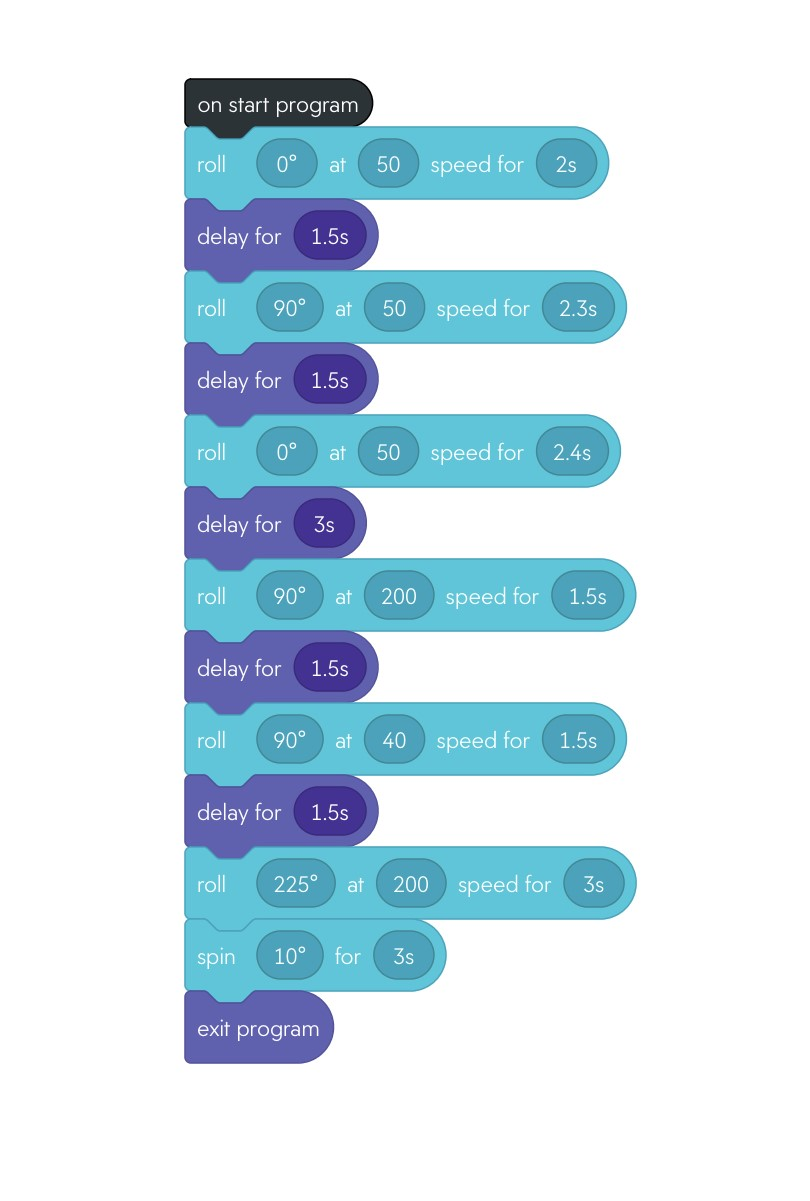 on start program
roll 0° at 50 speed for 2s
delay for 1.5s
roll 90° at 50 speed for 2.3s
delay for 1.5s
roll 0° at 50 speed for 2.4s
delay for 3s
roll 90° at 200 speed for 1.5s
delay for 1.5s
roll 90° at 40 speed for 1.5s
delay for 1.5s
roll 225° at 200 speed for 3s
spin 10° for 3s
exit program